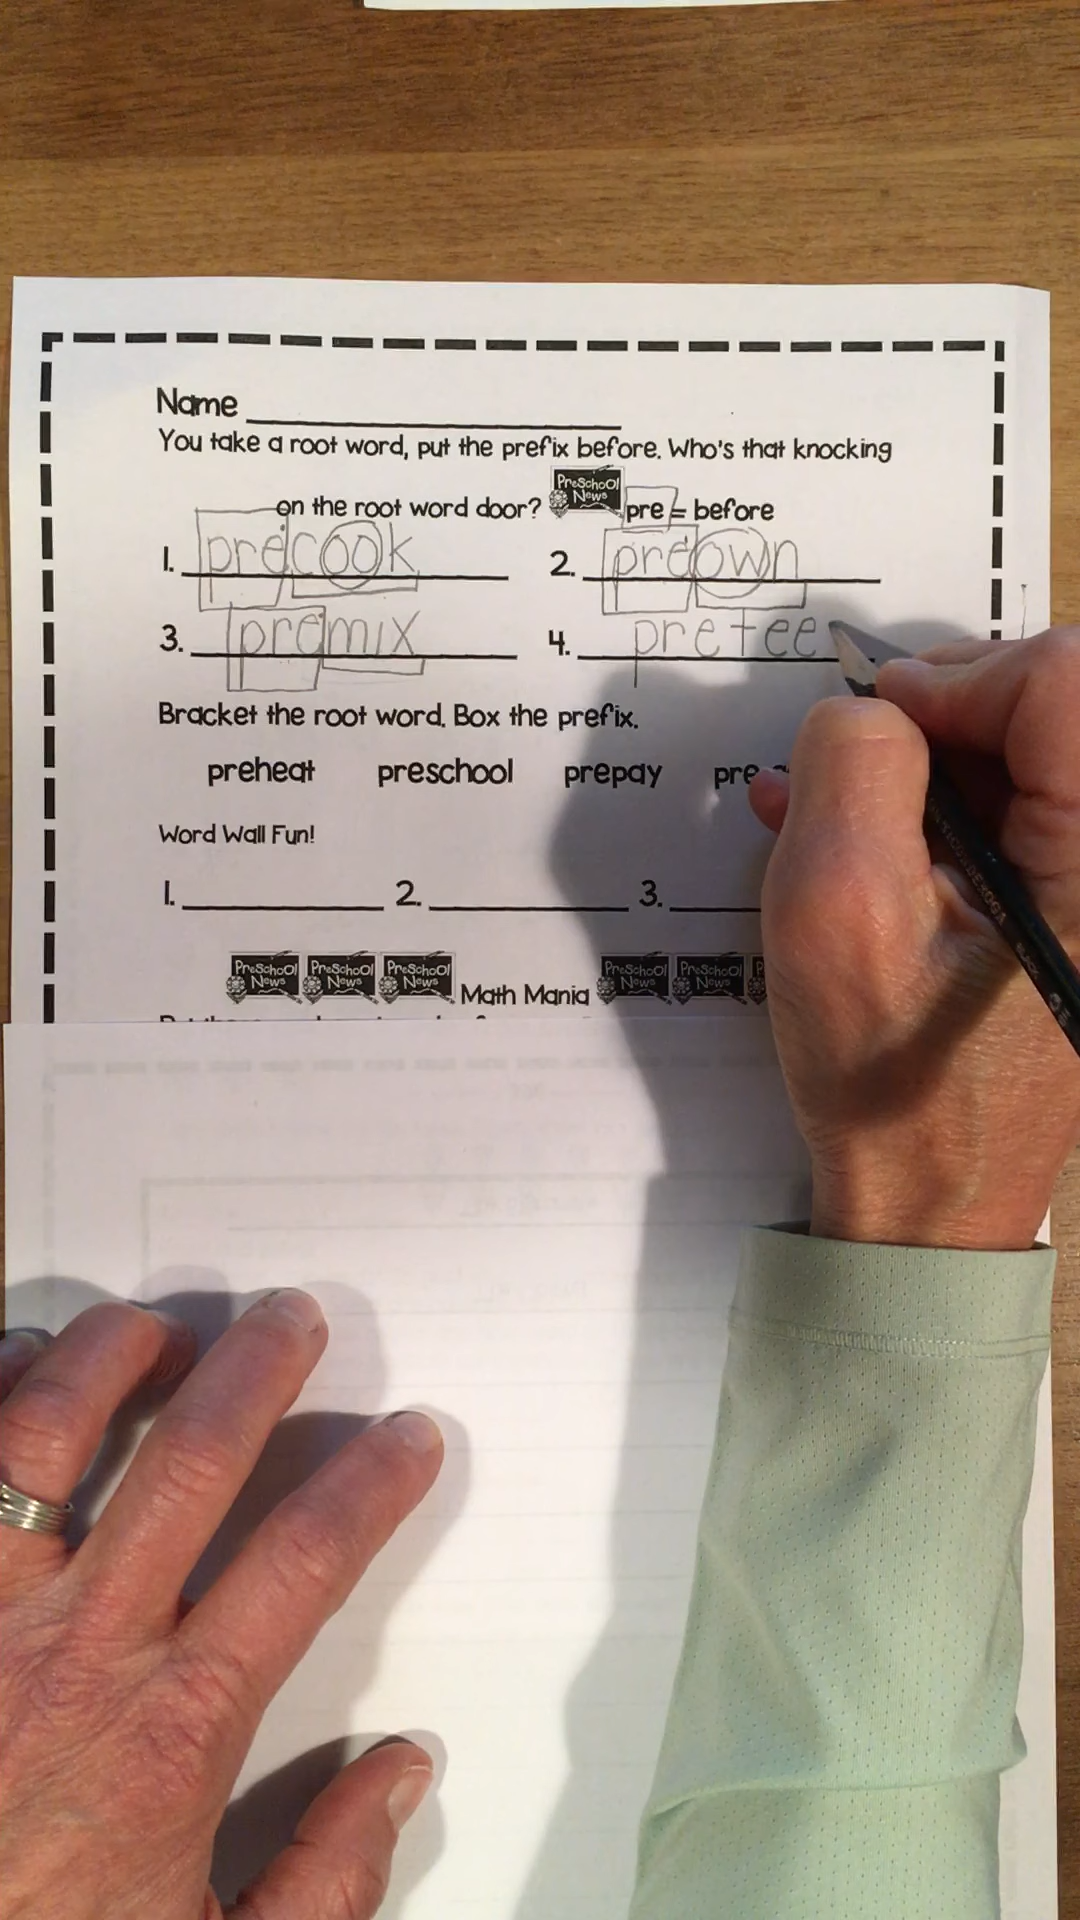 Name
You take a root word, put the prefix before. Who's that knocking
on the root word door? PreSchool News pre = before
1. precook 2. preown
3. premix 4. pretee
Bracket the root word. Box the prefix.
preheat preschool prepay
Word Wall Fun!
1. 2. 3.
PreSchool News PreSchool News PreSchool News Math Mania PreSchool News PreSchool News